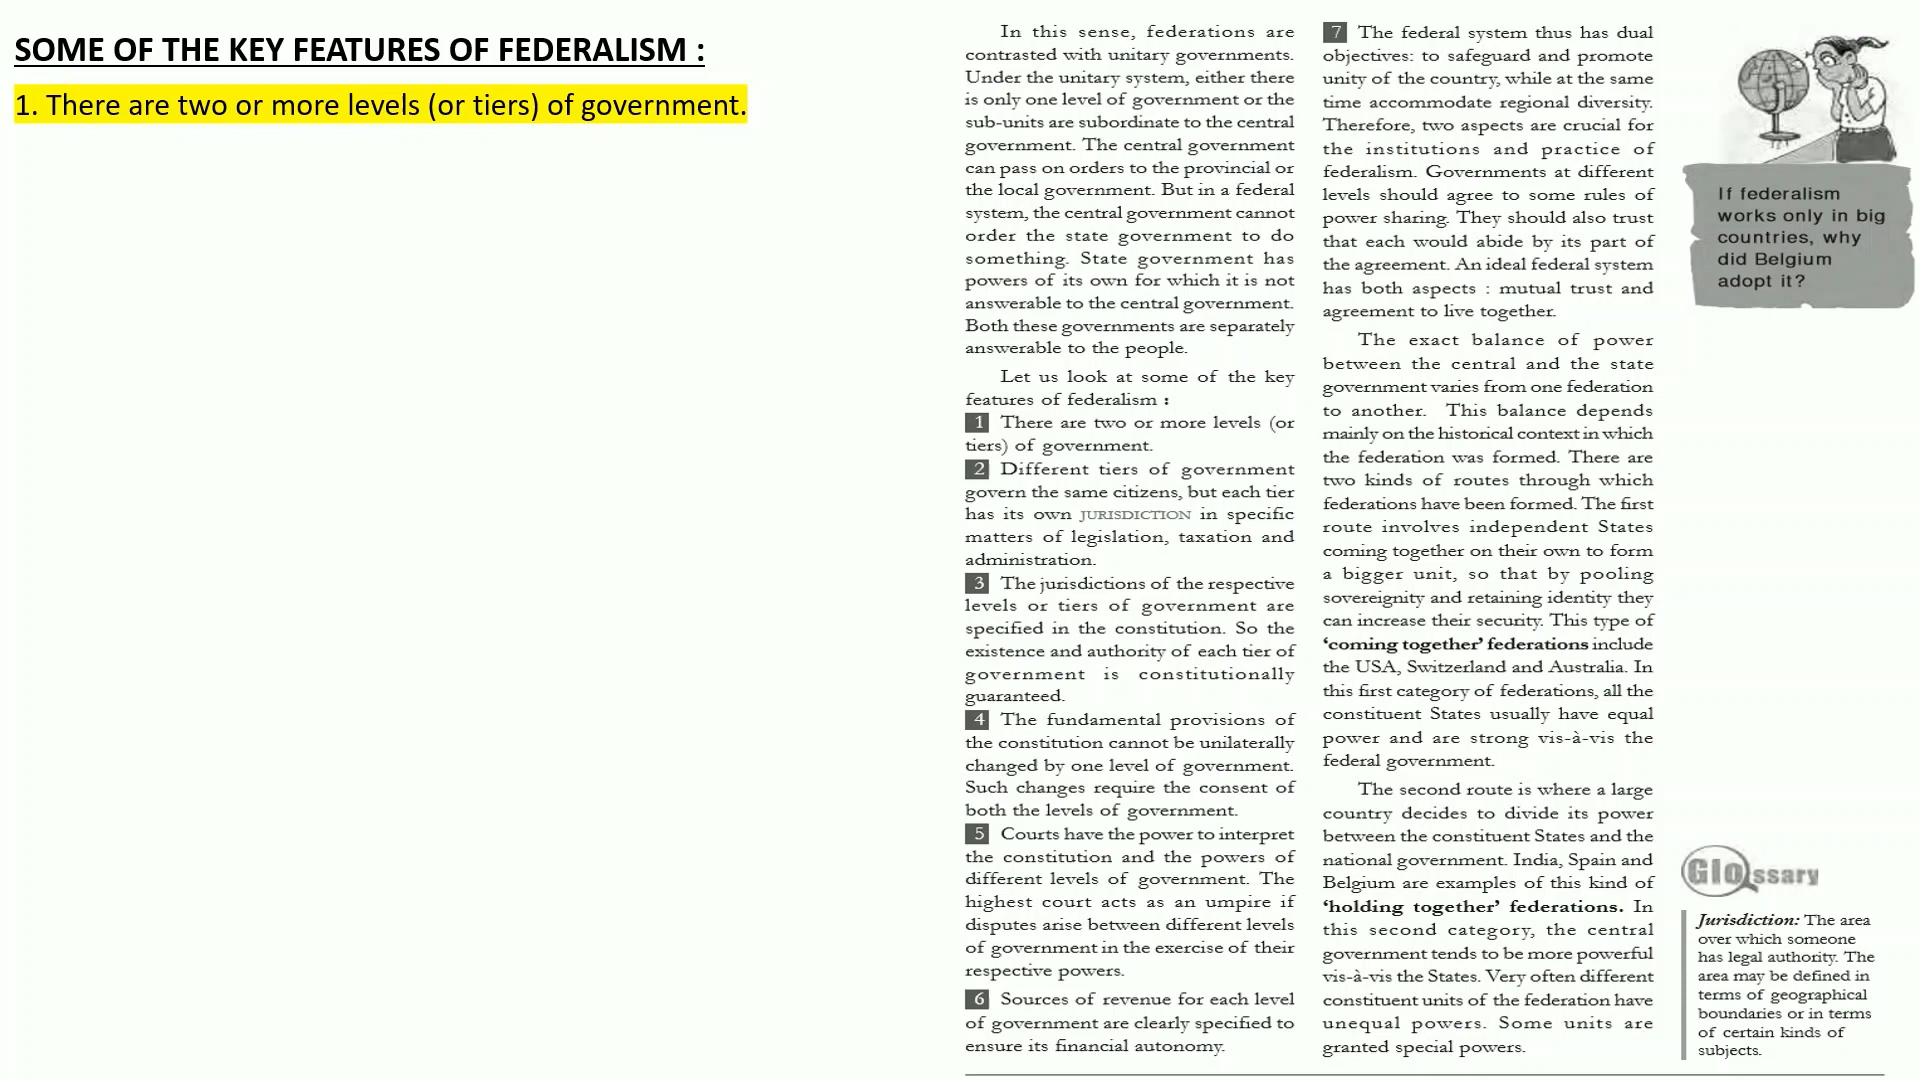 SOME OF THE KEY FEATURES OF FEDERALISM :
1. There are two or more levels (or tiers) of government.
In this sense, federations are
contrasted with unitary governments.
Under the unitary system, either there
is only one level of government or the
sub-units are subordinate to the central
government. The central government
can pass on orders to the provincial or
the local government. But in a federal
system, the central government cannot
order the state government to do
something. State government has
powers of its own for which it is not
answerable to the central government.
Both these governments are separately
answerable to the people.
Let us look at some of the key
features of federalism :
1 There are two or more levels (or
tiers) of government.
2 Different tiers of government
govern the same citizens, but each tier
has its own JURISDICTION in specific
matters of legislation, taxation and
administration.
3 The jurisdictions of the respective
levels or tiers of government are
specified in the constitution. So the
existence and authority of each tier of
government is constitutionally
guaranteed.
4 The fundamental provisions of
the constitution cannot be unilaterally
changed by one level of government.
Such changes require the consent of
both the levels of government.
5 Courts have the power to interpret
the constitution and the powers of
different levels of government. The
highest court acts as an umpire if
disputes arise between different levels
of government in the exercise of their
respective powers.
6 Sources of revenue for each level
of government are clearly specified to
ensure its financial autonomy.
7 The federal system thus has dual
objectives: to safeguard and promote
unity of the country, while at the same
time accommodate regional diversity.
Therefore, two aspects are crucial for
the institutions and practice of
federalism. Governments at different
levels should agree to some rules of
power sharing. They should also trust
that each would abide by its part of
the agreement. An ideal federal system
has both aspects : mutual trust and
agreement to live together.
The exact balance of power
between the central and the state
government varies from one federation
to another. This balance depends
mainly on the historical context in which
the federation was formed. There are
two kinds of routes through which
federations have been formed. The first
route involves independent States
coming together on their own to form
a bigger unit, so that by pooling
sovereignty and retaining identity they
can increase their security. This type of
‘coming together’ federations include
the USA, Switzerland and Australia. In
this first category of federations, all the
constituent States usually have equal
power and are strong vis-à-vis the
federal government.
The second route is where a large
country decides to divide its power
between the constituent States and the
national government. India, Spain and
Belgium are examples of this kind of
‘holding together’ federations. In
this second category, the central
government tends to be more powerful
vis-à-vis the States. Very often different
constituent units of the federation have
unequal powers. Some units are
granted special powers.
If federalism
works only in big
countries, why
did Belgium
adopt it?
Glossary
Jurisdiction: The area
over which someone
has legal authority. The
area may be defined in
terms of geographical
boundaries or in terms
of certain kinds of
subjects.